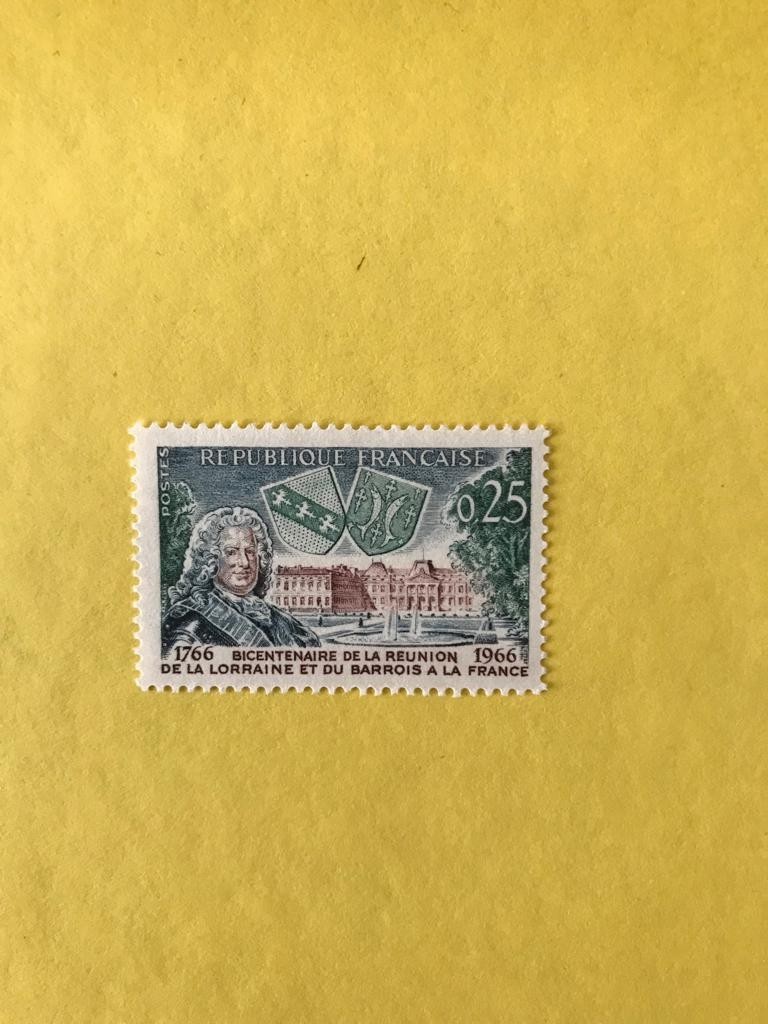 POSTES
REPUBLIQUE FRANCAISE
0,25
1766 BICENTENAIRE DE LA REUNION 1966
DE LA LORRAINE ET DU BARROIS A LA FRANCE